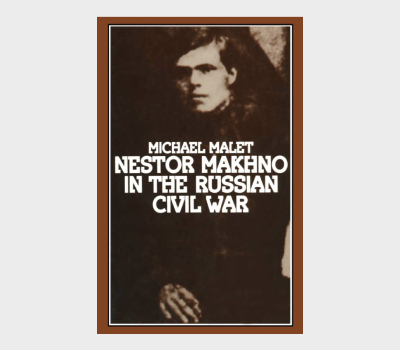 MICHAEL MALET
NESTOR MAKHNO
IN THE RUSSIAN
CIVIL WAR